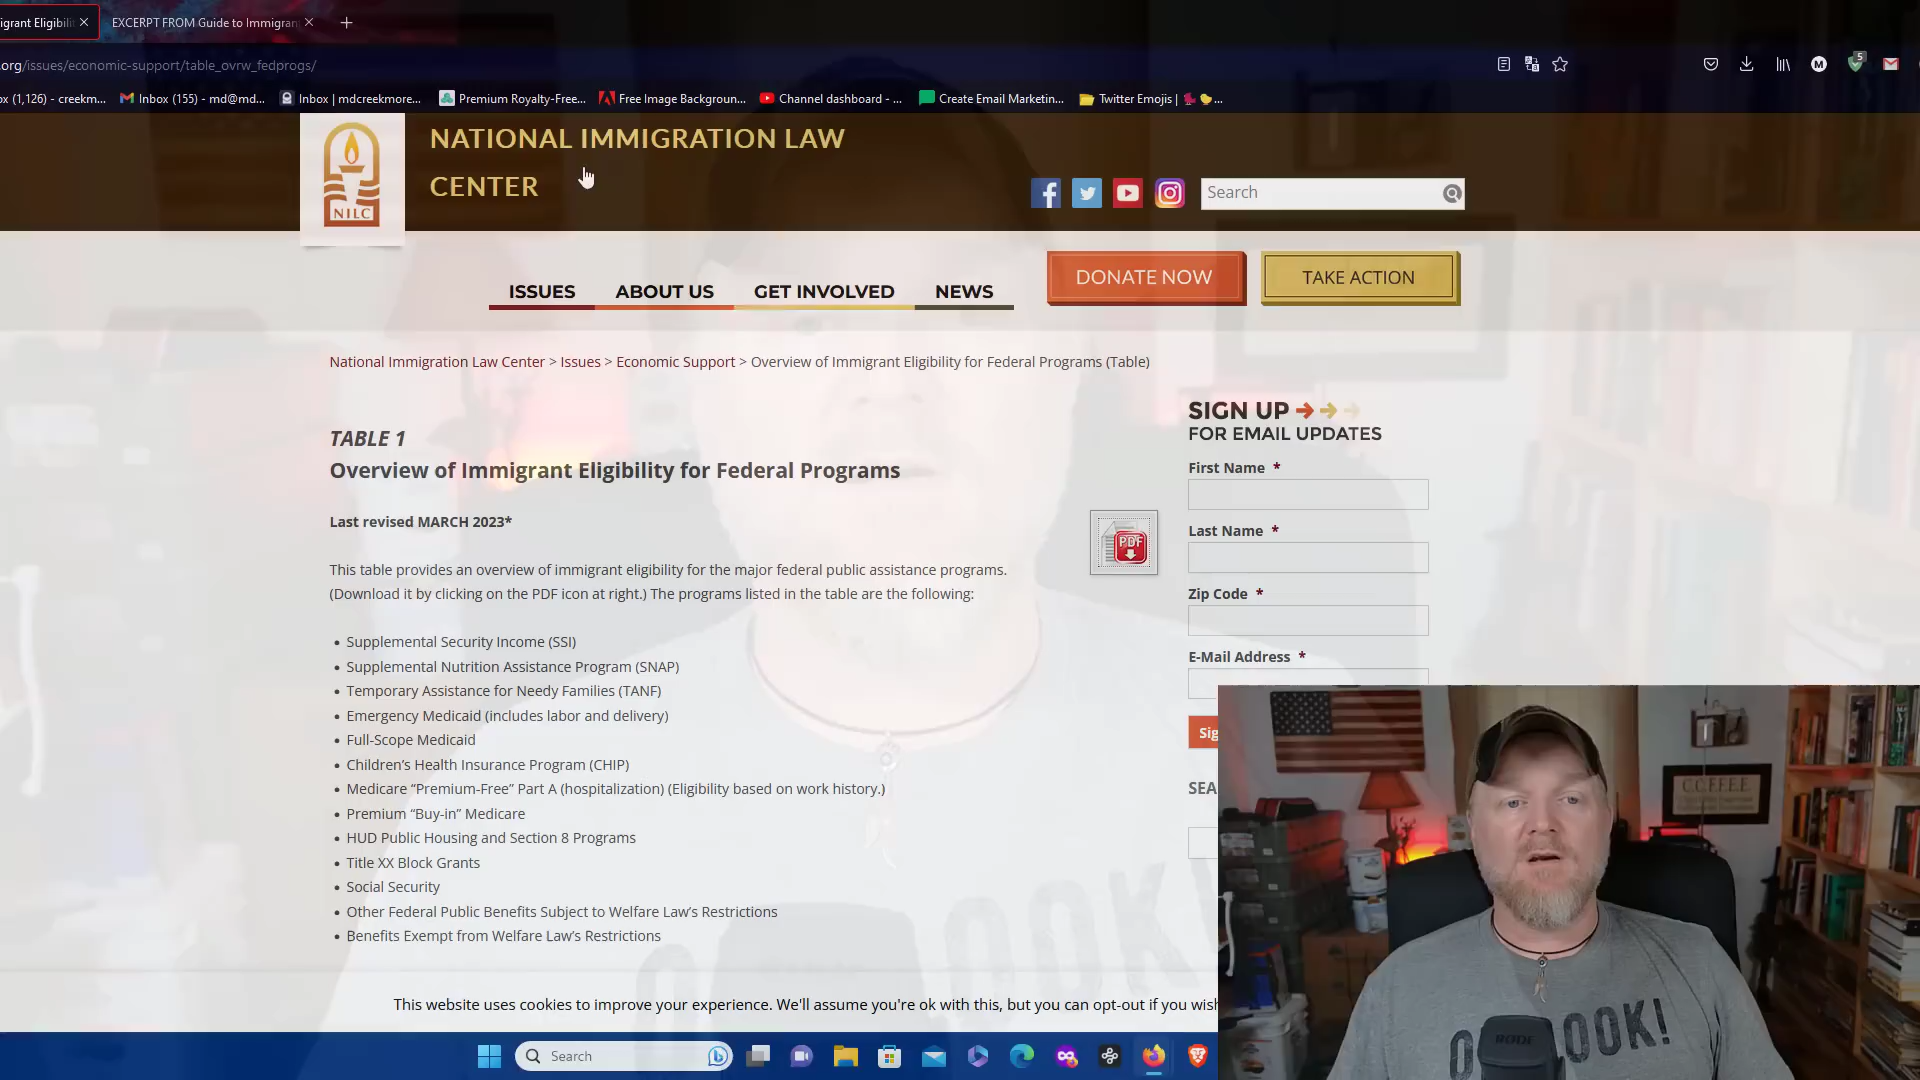 igrant Eligibili
EXCERPT FROM Guide to Immigran
org/issues/economic-support/table_ovrw_fedprogs/
5
M
ox (1,126) - creekm...
Inbox (155) - md@md...
Inbox | mdcreekmore...
Premium Royalty-Free...
Free Image Backgroun...
Channel dashboard - ...
Create Email Marketin...
Twitter Emojis | 
NATIONAL IMMIGRATION LAW
CENTER
NILC
Search
ISSUES
ABOUT US
GET INVOLVED
NEWS
DONATE NOW
TAKE ACTION
National Immigration Law Center > Issues > Economic Support > Overview of Immigrant Eligibility for Federal Programs (Table)
TABLE 1
Overview of Immigrant Eligibility for Federal Programs
Last revised MARCH 2023*
This table provides an overview of immigrant eligibility for the major federal public assistance programs.
(Download it by clicking on the PDF icon at right.) The programs listed in the table are the following:
PDF
• Supplemental Security Income (SSI)
• Supplemental Nutrition Assistance Program (SNAP)
• Temporary Assistance for Needy Families (TANF)
• Emergency Medicaid (includes labor and delivery)
• Full-Scope Medicaid
• Children's Health Insurance Program (CHIP)
• Medicare “Premium-Free” Part A (hospitalization) (Eligibility based on work history.)
• Premium “Buy-in” Medicare
• HUD Public Housing and Section 8 Programs
• Title XX Block Grants
• Social Security
• Other Federal Public Benefits Subject to Welfare Law's Restrictions
• Benefits Exempt from Welfare Law's Restrictions
SIGN UP
FOR EMAIL UPDATES
First Name *
Last Name *
Zip Code *
E-Mail Address *
Sig
SEA
This website uses cookies to improve your experience. We'll assume you're ok with this, but you can opt-out if you wish
Search
C.C.F.F.E.E.
O OOK!
RODE